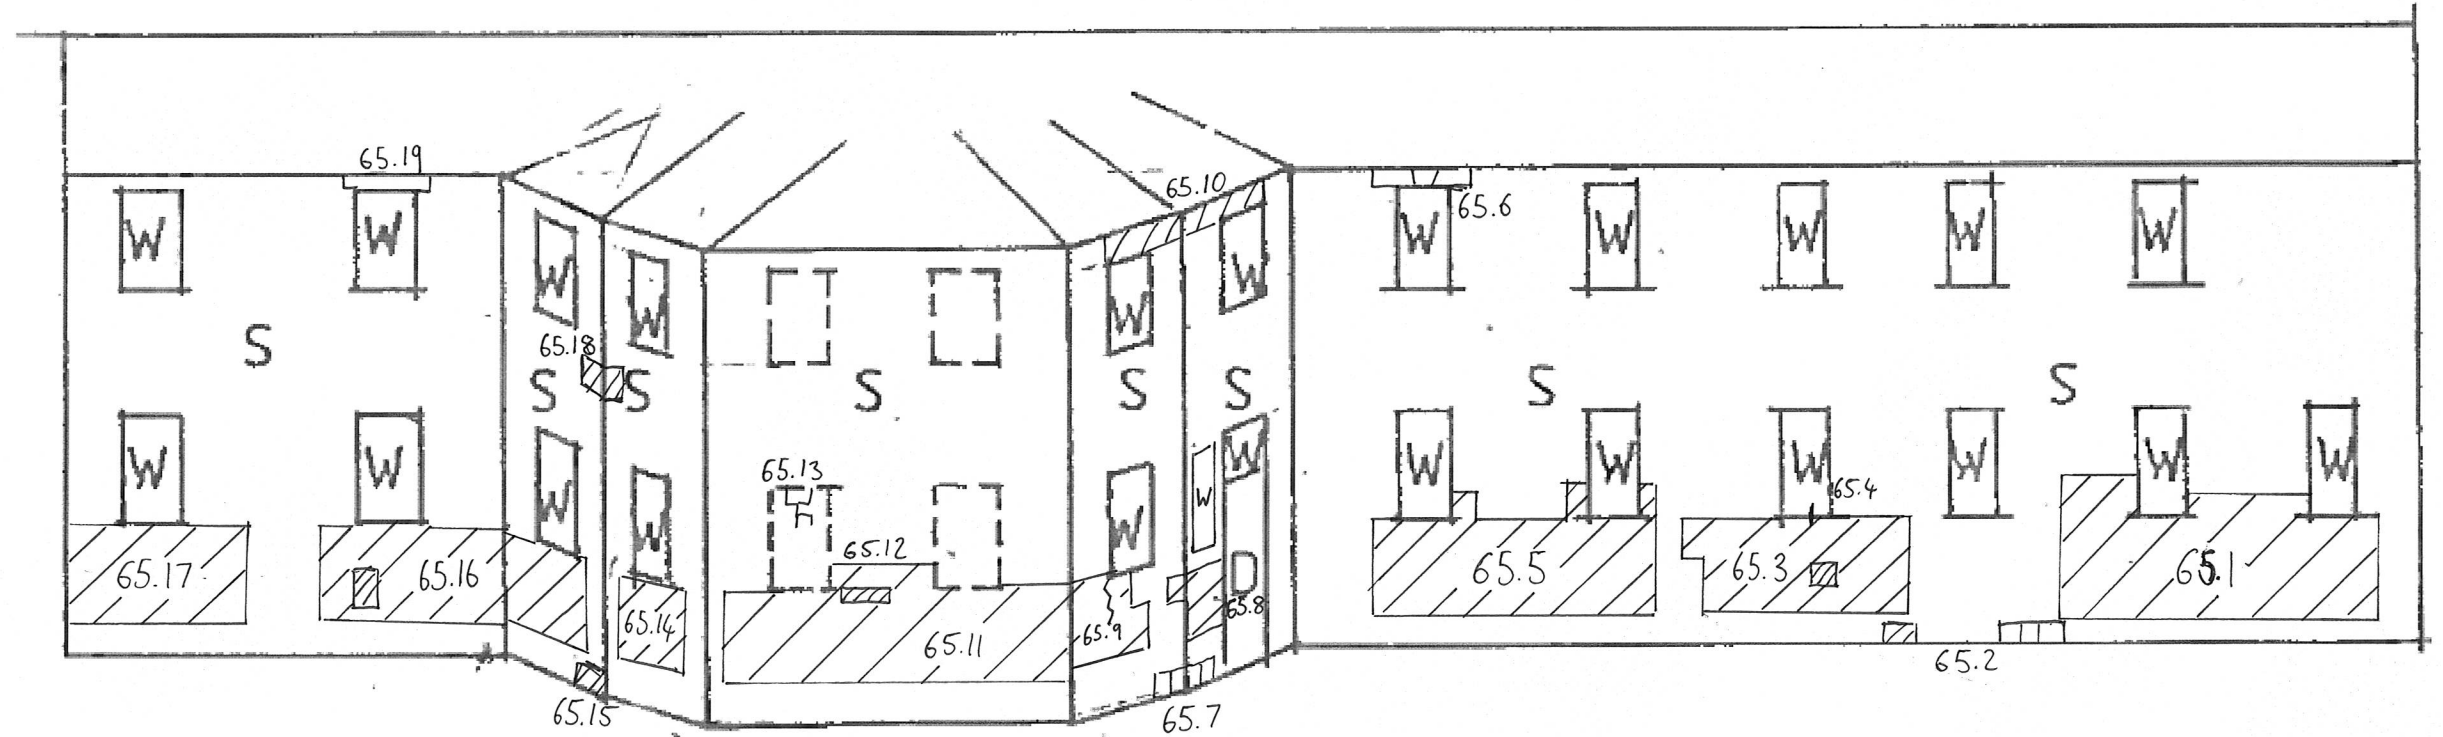 65.19
65.10
65.6
W W W W W W W W W
W W W
65.18
S S S S S S S S
65.13
W W W W W W W W W W
65.4
W W W
65.12
65.17 65.16 65.5 65.3 65.1
D
65.14 65.11 65.9 65.8
65.2
65.15 65.7